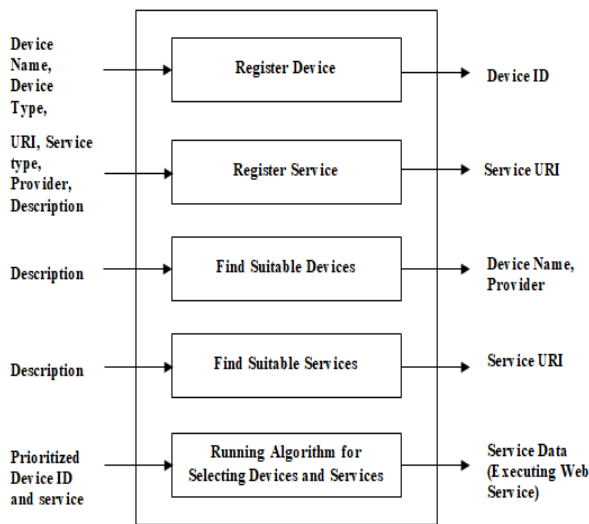 Device
Name,
Device
Type,
Register Device
Device ID
URI, Service
type,
Provider,
Description
Register Service
Service URI
Description
Find Suitable Devices
Device Name,
Provider
Description
Find Suitable Services
Service URI
Prioritized
Device ID
and service
Running Algorithm for
Selecting Devices and Services
Service Data
(Executing Web
Service)